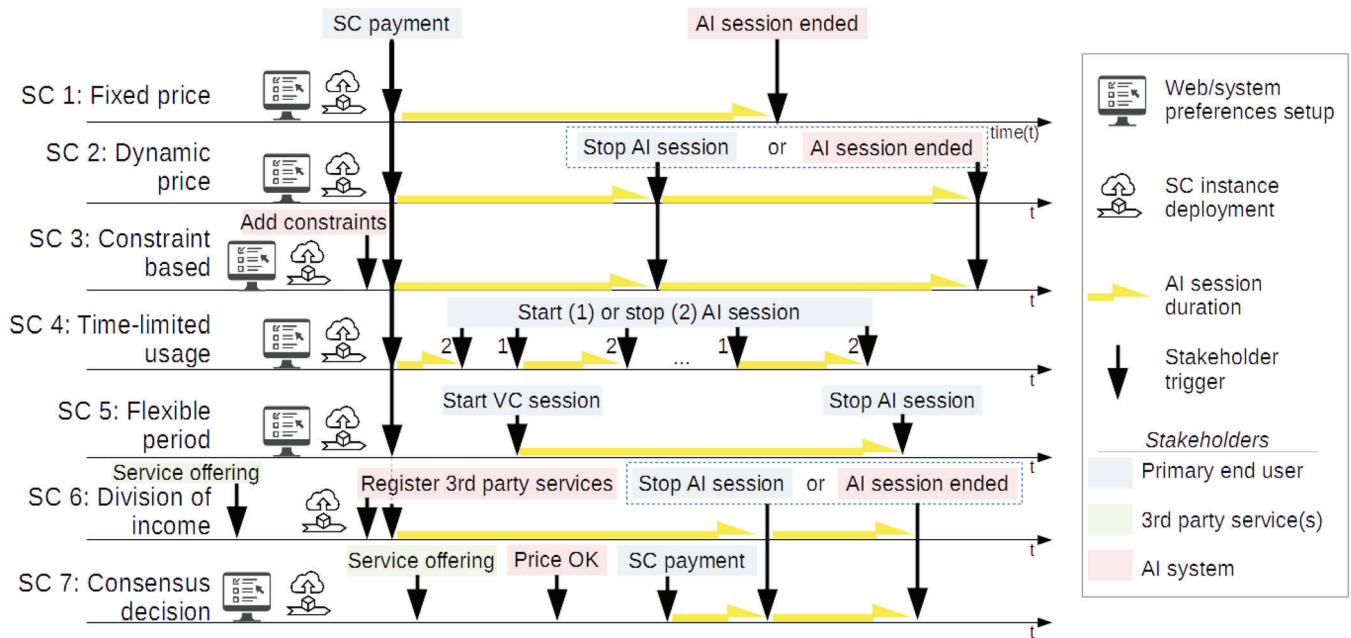 SC payment
AI session ended
SC 1: Fixed price
time(t)
SC 2: Dynamic
price
Stop AI session or AI session ended
t
Add constraints
SC 3: Constraint
based
t
SC 4: Time-limited
usage
Start (1) or stop (2) AI session
2 1 2 ... 1 2
t
SC 5: Flexible
period
Start VC session
Stop AI session
t
Service offering
SC 6: Division of
income
Register 3rd party services
Stop AI session or AI session ended
t
Service offering
Price OK
SC payment
SC 7: Consensus
decision
t
Web/system
preferences setup
SC instance
deployment
AI session
duration
Stakeholder
trigger
Stakeholders
Primary end user
3rd party service(s)
AI system